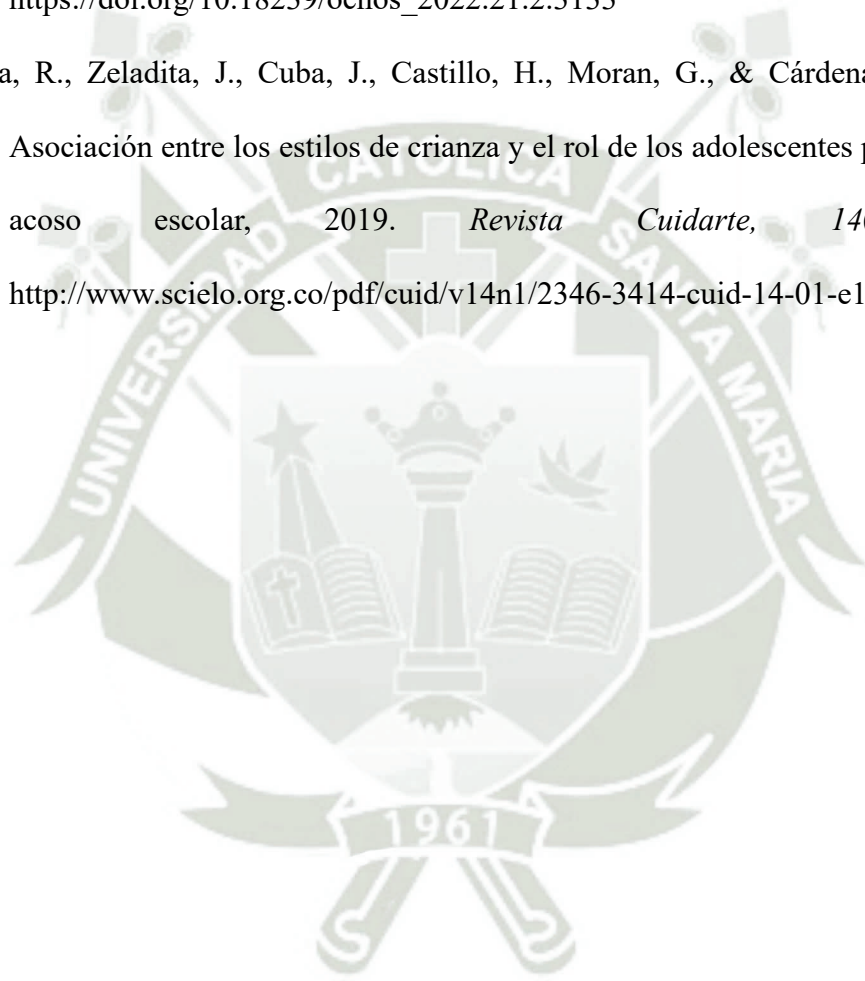 https://doi.org/10.18239/ocnos_2022.21.2.3155
a, R., Zeladita, J., Cuba, J., Castillo, H., Moran, G., & Cárdena
Asociación entre los estilos de crianza y el rol de los adolescentes
acoso escolar, 2019. Revista Cuidarte, 14
http://www.scielo.org.co/pdf/cuid/v14n1/2346-3414-cuid-14-01-e1
UNIVERSIDAD CATOLICA SANTA MARIA
1961